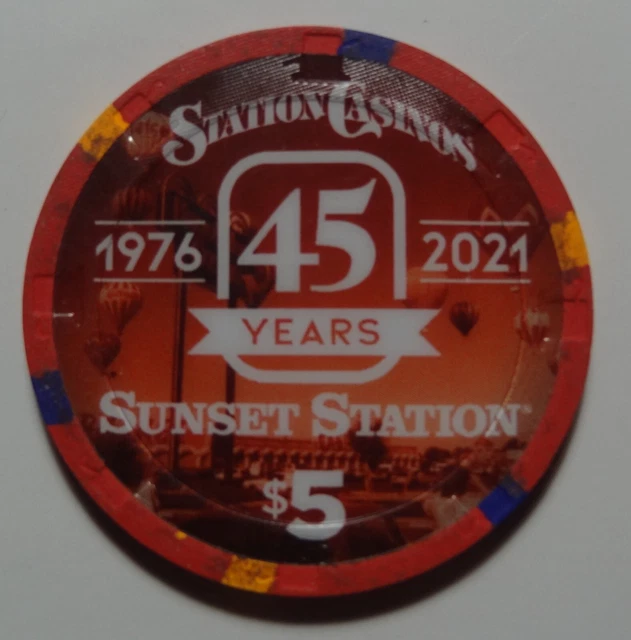 STATION CASINOS
1976 45 2021
YEARS
SUNSET STATION
$5